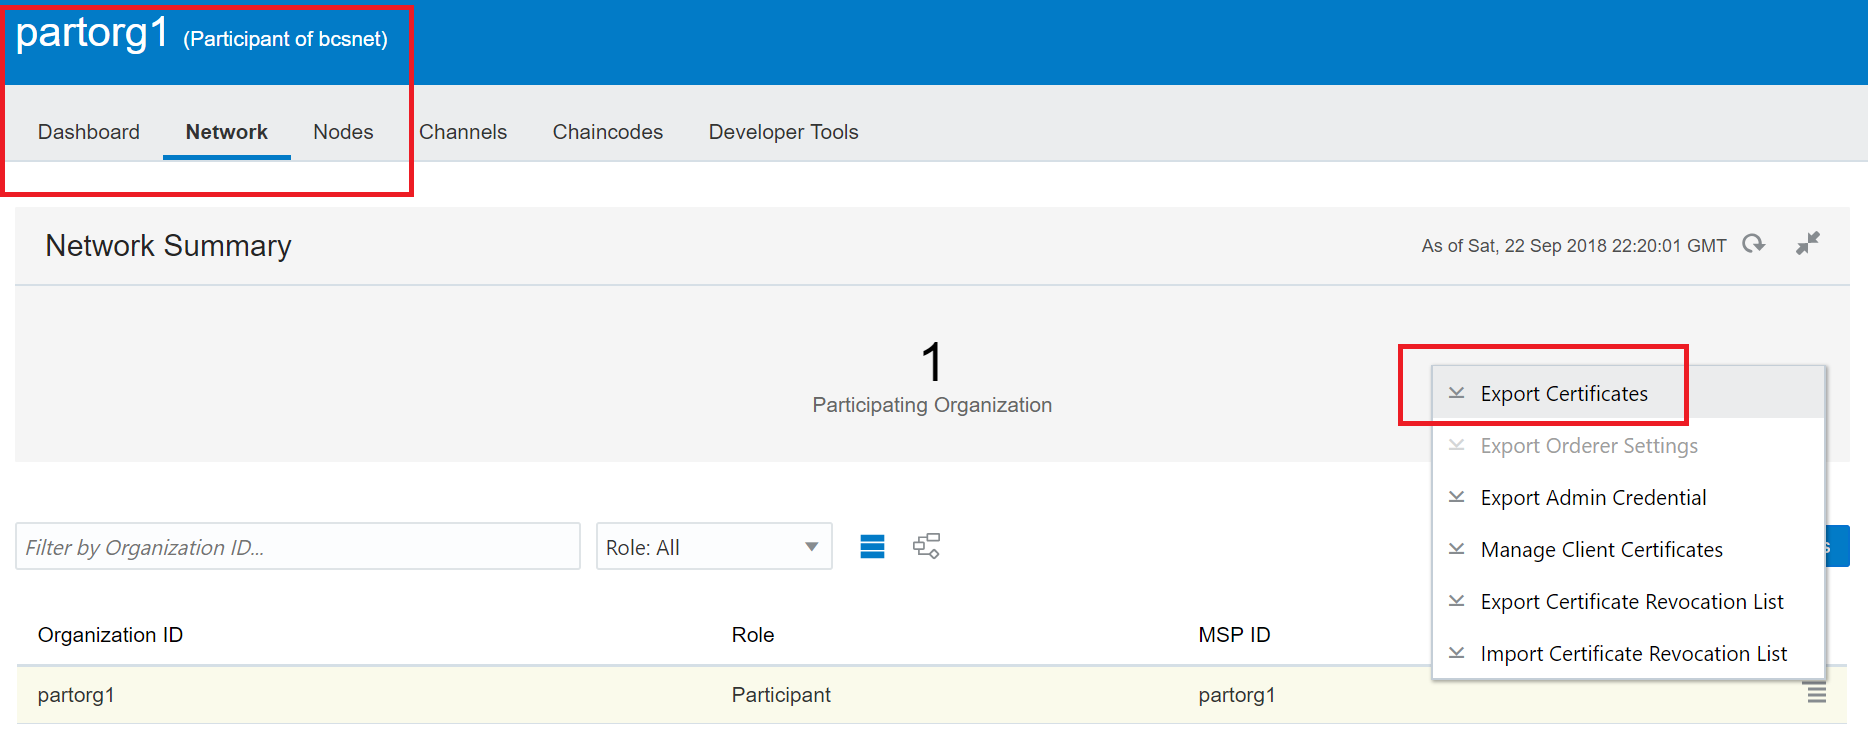 partorg1 (Participant of bcsnet)
Dashboard Network Nodes Channels Chaincodes Developer Tools
Network Summary
As of Sat, 22 Sep 2018 22:20:01 GMT
1
Participating Organization
Export Certificates
Export Orderer Settings
Export Admin Credential
Manage Client Certificates
Export Certificate Revocation List
Import Certificate Revocation List
Filter by Organization ID...
Role: All
Organization ID Role MSP ID
partorg1 Participant partorg1